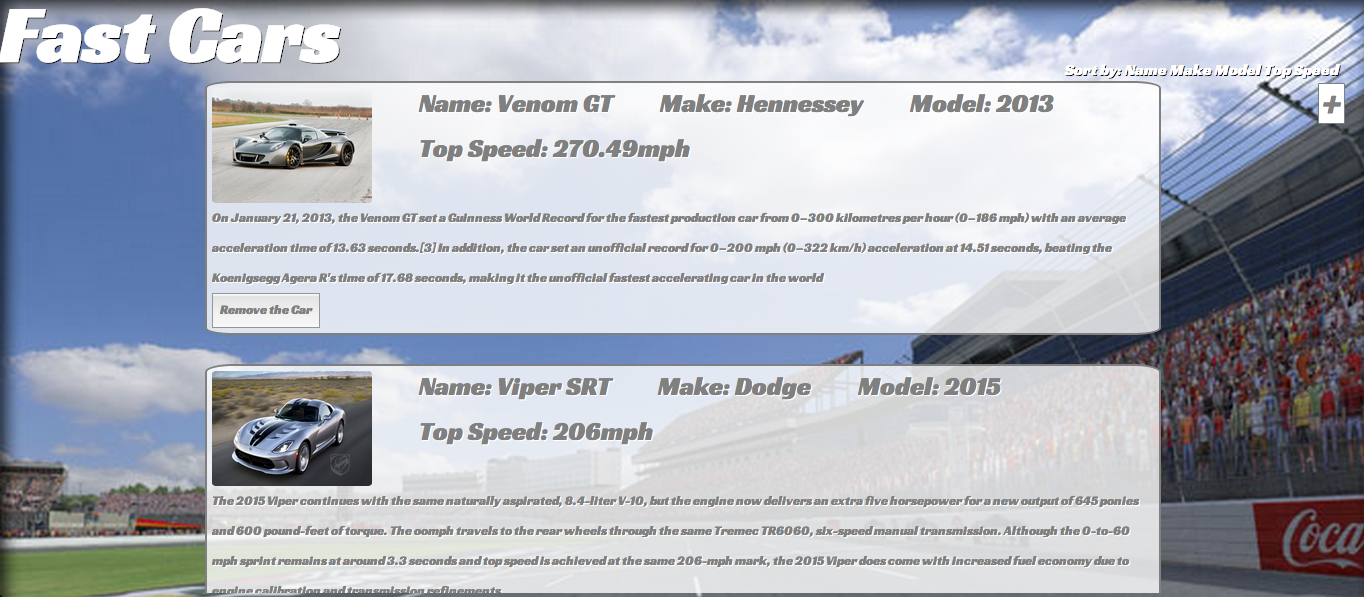 Fast Cars
Sort by: Name Make Model Top Speed
+
Name: Venom GT Make: Hennessey Model: 2013
Top Speed: 270.49mph
On January 21, 2013, the Venom GT set a Guinness World Record for the fastest production car from 0–300 kilometres per hour (0–186 mph) with an average
acceleration time of 13.63 seconds.[3] In addition, the car set an unofficial record for 0–200 mph (0–322 km/h) acceleration at 14.51 seconds, beating the
Koenigsegg Agera R's time of 17.68 seconds, making it the unofficial fastest accelerating car in the world
Remove the Car
Name: Viper SRT Make: Dodge Model: 2015
Top Speed: 206mph
The 2015 Viper continues with the same naturally aspirated, 8.4-liter V-10, but the engine now delivers an extra five horsepower for a new output of 645 ponies
and 600 pound-feet of torque. The oomph travels to the rear wheels through the same Tremec TR6060, six-speed manual transmission. Although the 0-to-60
mph sprint remains at around 3.3 seconds and top speed is achieved at the same 206-mph mark, the 2015 Viper does come with increased fuel economy due to
engine calibration and transmission refinements
Coca